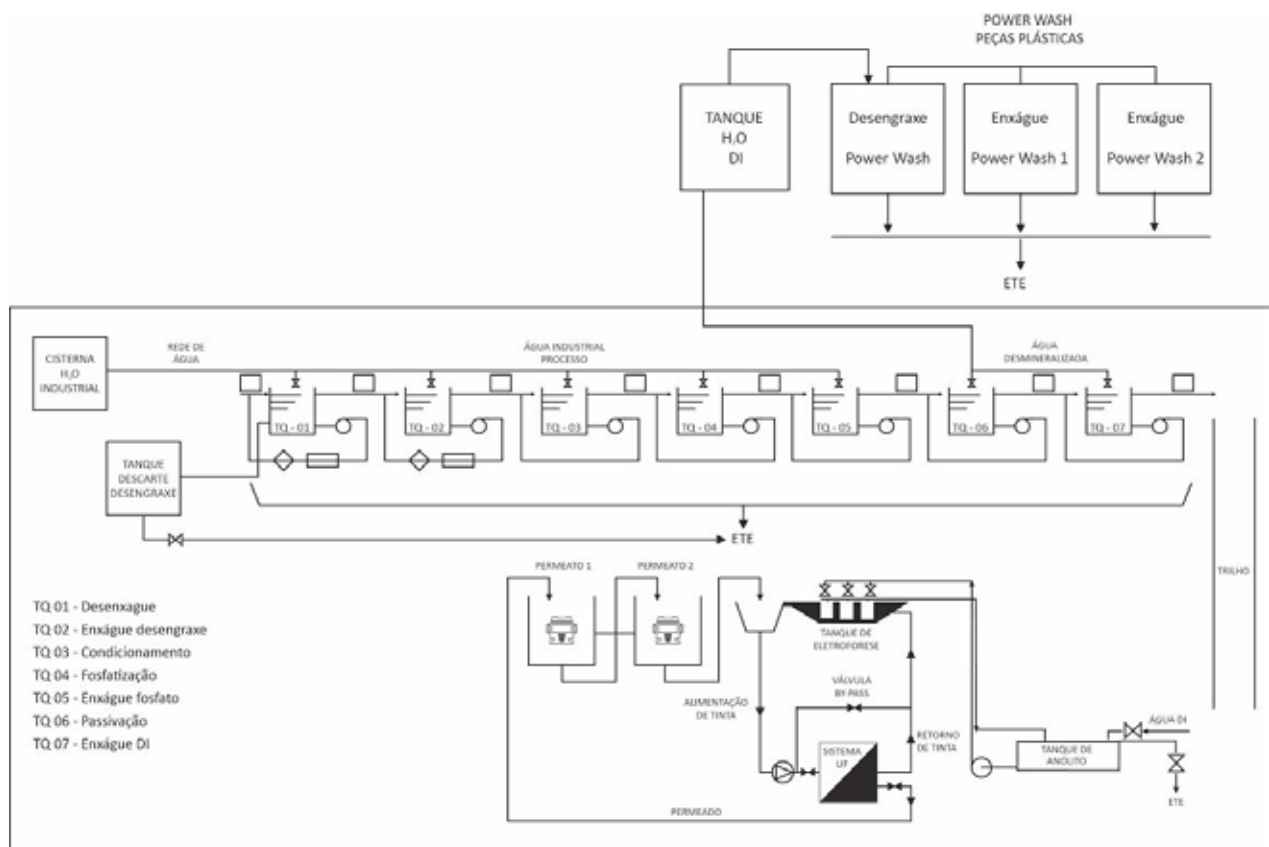 POWER WASH
PEÇAS PLÁSTICAS
TANQUE
H₂O
DI
Desengraxe
Power Wash
Enxágue
Power Wash 1
Enxágue
Power Wash 2
ETE
CISTERNA
H₂O
INDUSTRIAL
REDE DE
ÁGUA
ÁGUA INDUSTRIAL
PROCESSO
ÁGUA
DESMINERALIZADA
TQ - 01
TQ - 02
TQ - 03
TQ - 04
TQ - 05
TQ - 06
TQ - 07
TANQUE
DESCARTE
DESENGRAXE
ETE
TRILHO
PERMEATO 1
PERMEATO 2
TANQUE DE
ELETROFORESE
TQ 01 - Desenxague
TQ 02 - Enxágue desengraxe
TQ 03 - Condicionamento
TQ 04 - Fosfatização
TQ 05 - Enxágue fosfato
TQ 06 - Passivação
TQ 07 - Enxágue DI
ALIMENTAÇÃO
DE TINTA
VÁLVULA
BY PASS
RETORNO
DE TINTA
SISTEMA
UF
PERMEADO
ÁGUA DI
TANQUE DE
ANÓLITO
ETE